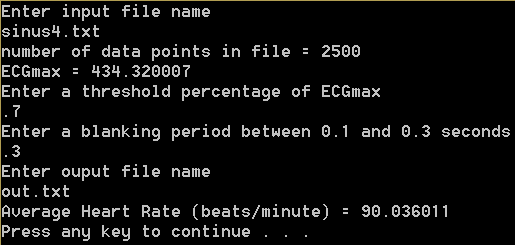 Enter input file name
sinus4.txt
number of data points in file = 2500
ECGmax = 434.320007
Enter a threshold percentage of ECGmax
.7
Enter a blanking period between 0.1 and 0.3 seconds
.3
Enter ouput file name
out.txt
Average Heart Rate (beats/minute) = 90.036011
Press any key to continue . . .